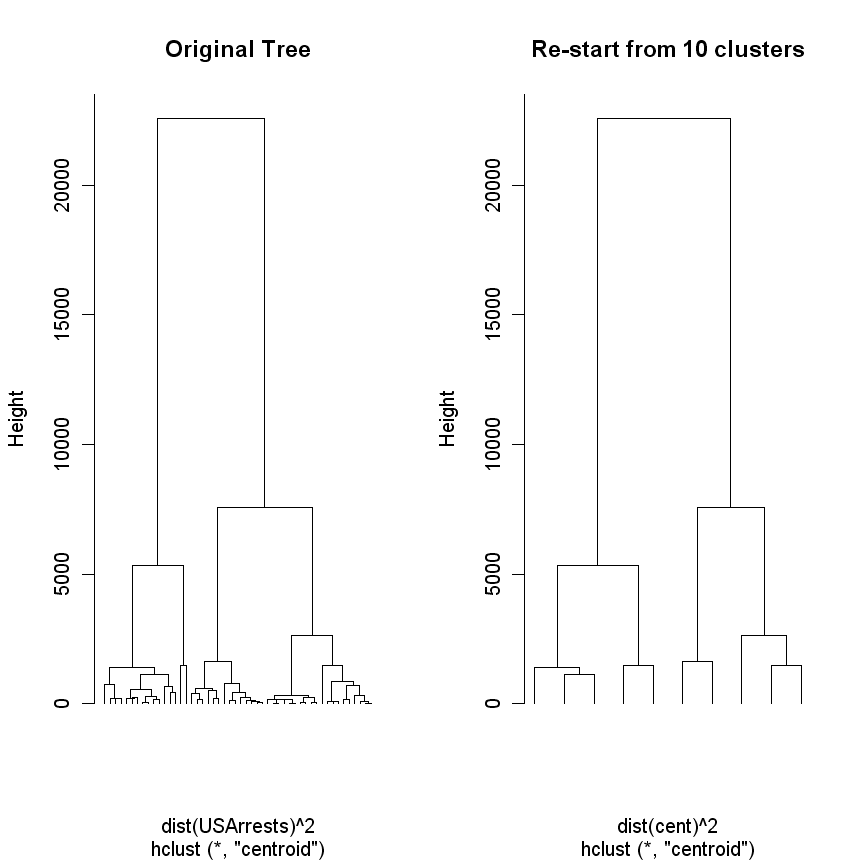 Original Tree
Height
0
5000
10000
15000
20000
dist(USArrests)^2
hclust (*, "centroid")
Re-start from 10 clusters
Height
0
5000
10000
15000
20000
dist(cent)^2
hclust (*, "centroid")